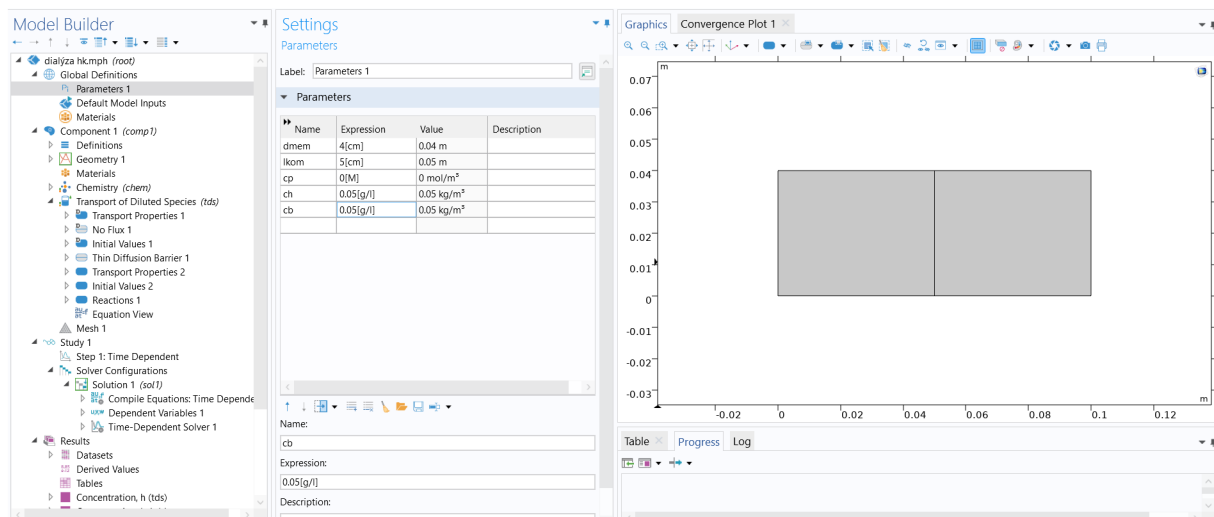 Model Builder
dialýza hk.mph (root)
Global Definitions
Parameters 1
Default Model Inputs
Materials
Component 1 (comp1)
Definitions
Geometry 1
Materials
Chemistry (chem)
Transport of Diluted Species (tds)
Transport Properties 1
No Flux 1
Initial Values 1
Thin Diffusion Barrier 1
Transport Properties 2
Initial Values 2
Reactions 1
Equation View
Mesh 1
Study 1
Step 1: Time Dependent
Solver Configurations
Solution 1 (sol1)
Compile Equations: Time Depende
Dependent Variables 1
Time-Dependent Solver 1
Results
Datasets
Derived Values
Tables
Concentration, h (tds)
Settings
Parameters
Label: Parameters 1
Parameters
Name Expression Value Description
dmem 4[cm] 0.04 m
lkom 5[cm] 0.05 m
cp 0[M] 0 mol/m³
ch 0.05[g/l] 0.05 kg/m³
cb 0.05[g/l] 0.05 kg/m³
Name:
cb
Expression:
0.05[g/l]
Description:
Graphics Convergence Plot 1
m
0.07
0.06
0.05
0.04
0.03
0.02
0.01
0
-0.01
-0.02
-0.03
m
-0.02 0 0.02 0.04 0.06 0.08 0.1 0.12
Table Progress Log